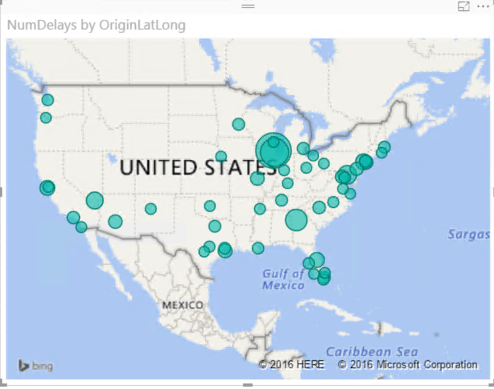 NumDelays by OriginLatLong
UNITED STATES
Sargas
Gulf of
Mexico
MEXICO
bing
© 2016 HERE © 2016 Microsoft Corporation
Caribbean Sea